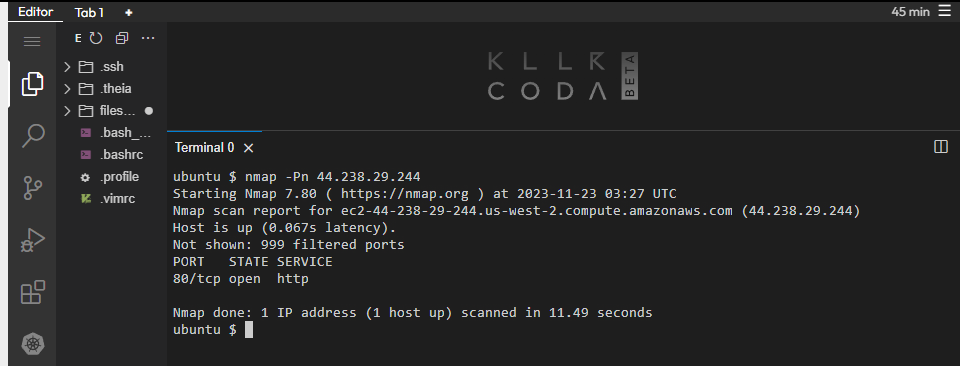 Editor Tab 1 + 45 min
E ...
KLLR
CODA BETA
.ssh
.theia
files...
.bash_...
.bashrc
.profile
.vimrc
Terminal 0 ×
ubuntu $ nmap -Pn 44.238.29.244
Starting Nmap 7.80 ( https://nmap.org ) at 2023-11-23 03:27 UTC
Nmap scan report for ec2-44-238-29-244.us-west-2.compute.amazonaws.com (44.238.29.244)
Host is up (0.067s latency).
Not shown: 999 filtered ports
PORT   STATE SERVICE
80/tcp open  http
Nmap done: 1 IP address (1 host up) scanned in 11.49 seconds
ubuntu $